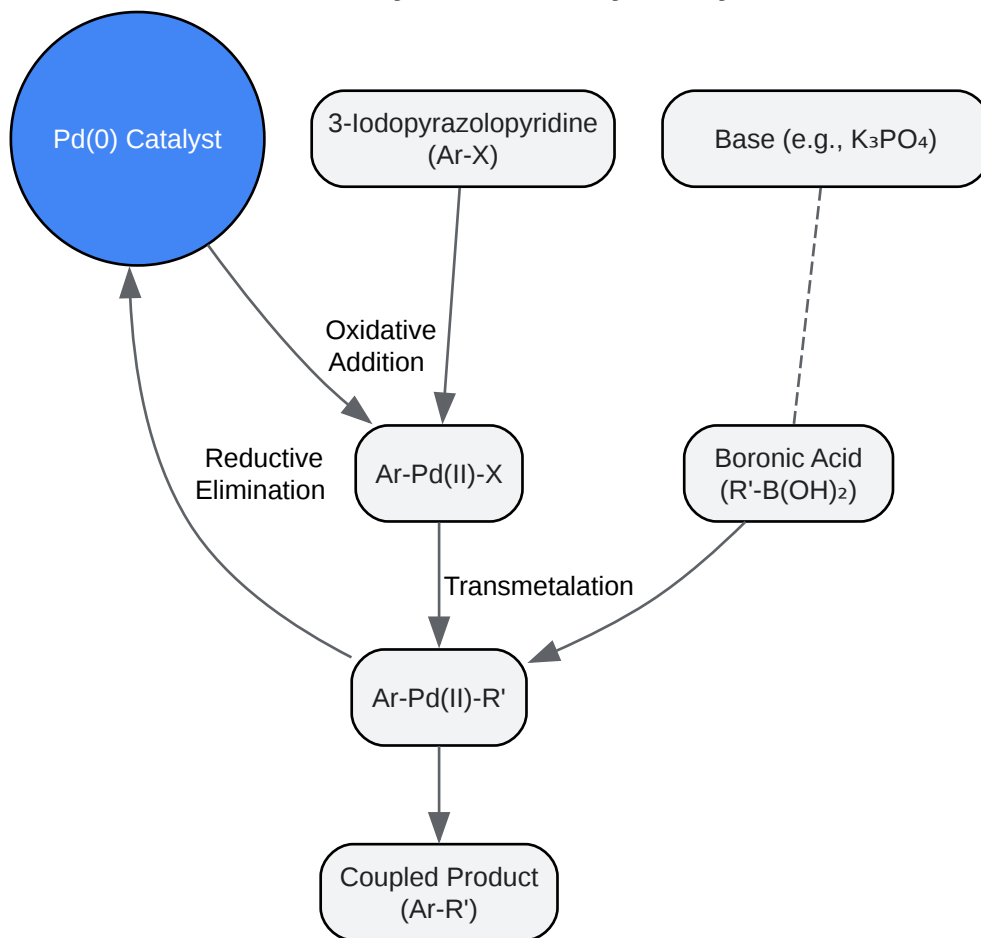 Pd(0) Catalyst
3-Iodopyrazolopyridine
(Ar-X)
Base (e.g., K₃PO₄)
Oxidative
Addition
Reductive
Elimination
Ar-Pd(II)-X
Boronic Acid
(R'-B(OH)₂)
Transmetalation
Ar-Pd(II)-R'
Coupled Product
(Ar-R')